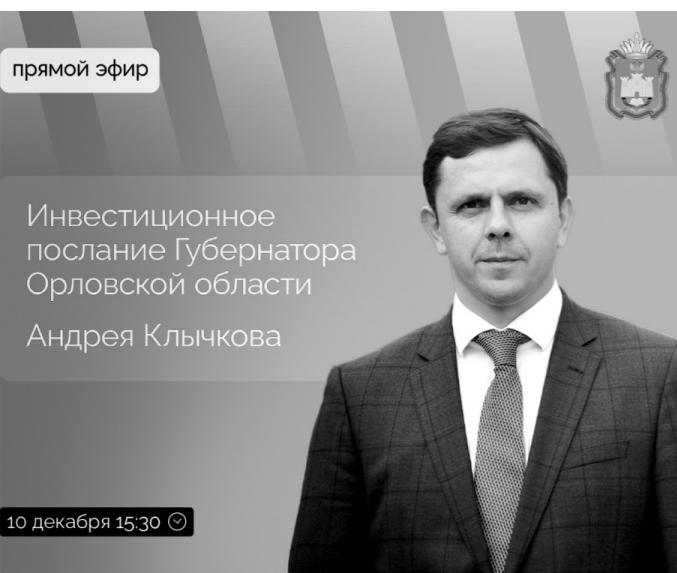 прямой эфир
Инвестиционное
послание Губернатора
Орловской области
Андрея Клычкова
10 декабря 15:30